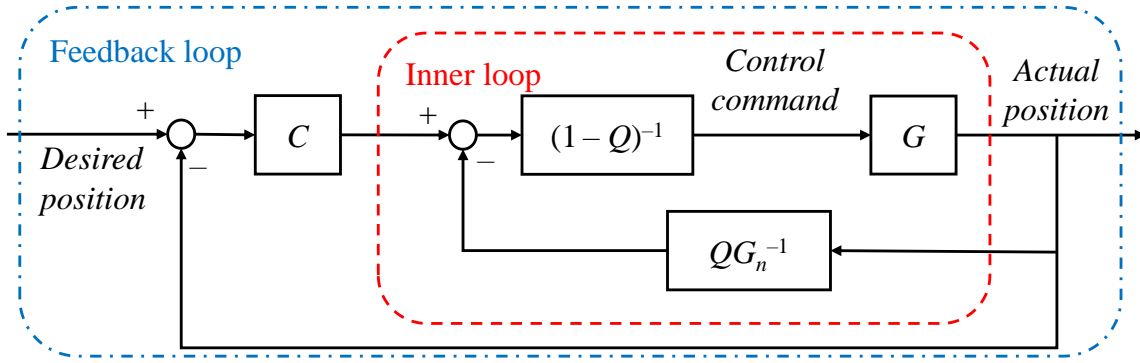 Feedback loop
Inner loop
Control
command
Actual
position
+
−
Desired
position
C
+
−
(1 – Q)⁻¹
G
QGₙ⁻¹